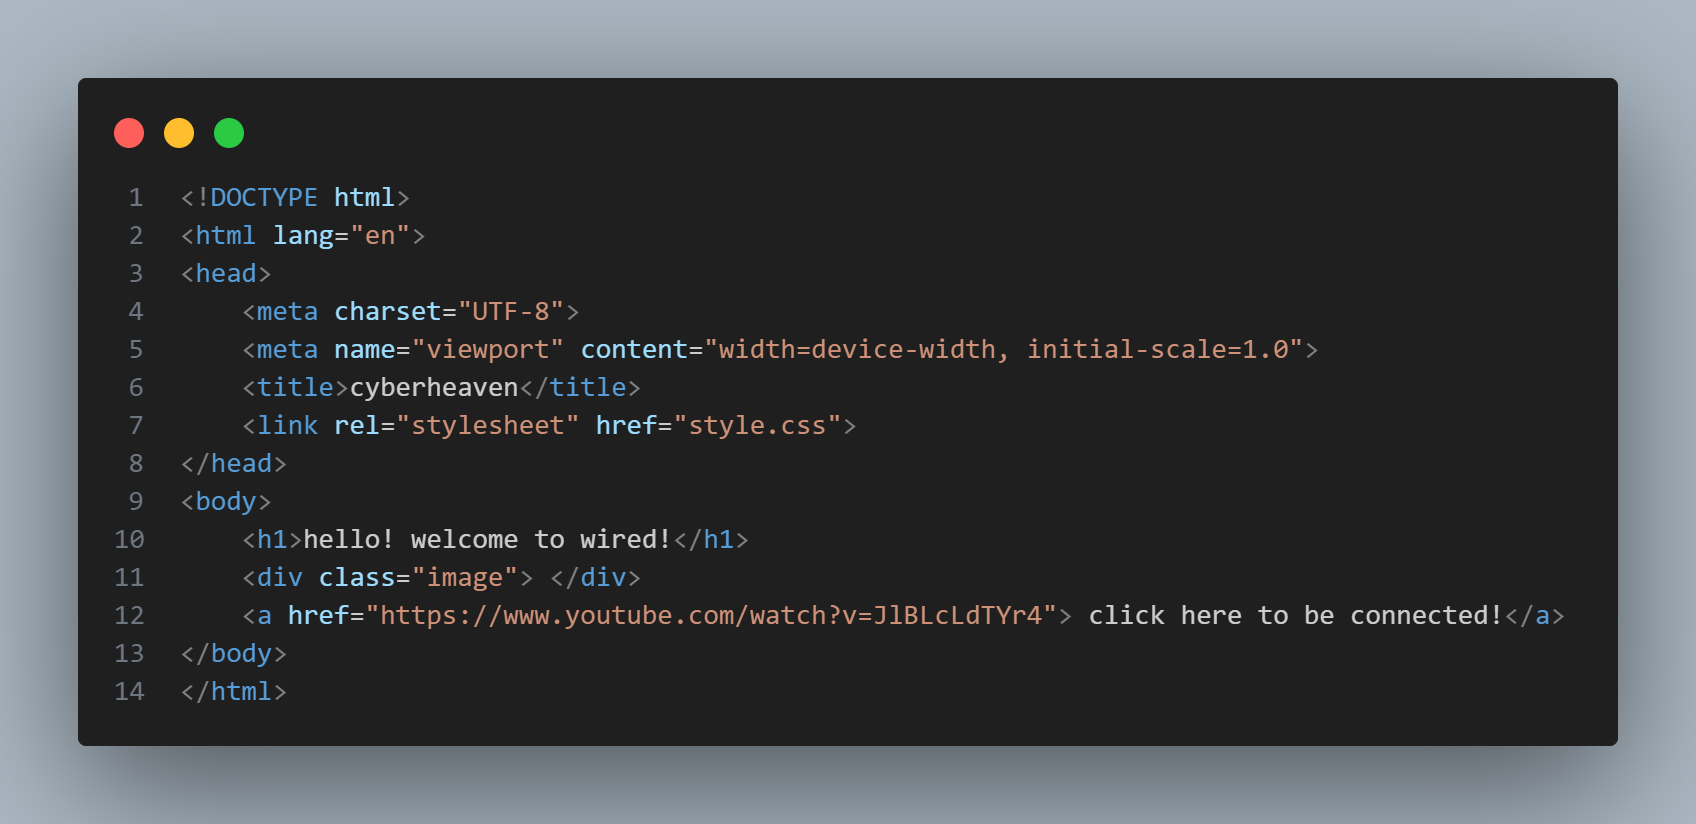 1 <!DOCTYPE html>
2 <html lang="en">
3 <head>
4     <meta charset="UTF-8">
5     <meta name="viewport" content="width=device-width, initial-scale=1.0">
6     <title>cyberheaven</title>
7     <link rel="stylesheet" href="style.css">
8 </head>
9 <body>
10     <h1>hello! welcome to wired!</h1>
11     <div class="image"> </div>
12     <a href="https://www.youtube.com/watch?v=JlBLcLdTYr4"> click here to be connected!</a>
13 </body>
14 </html>